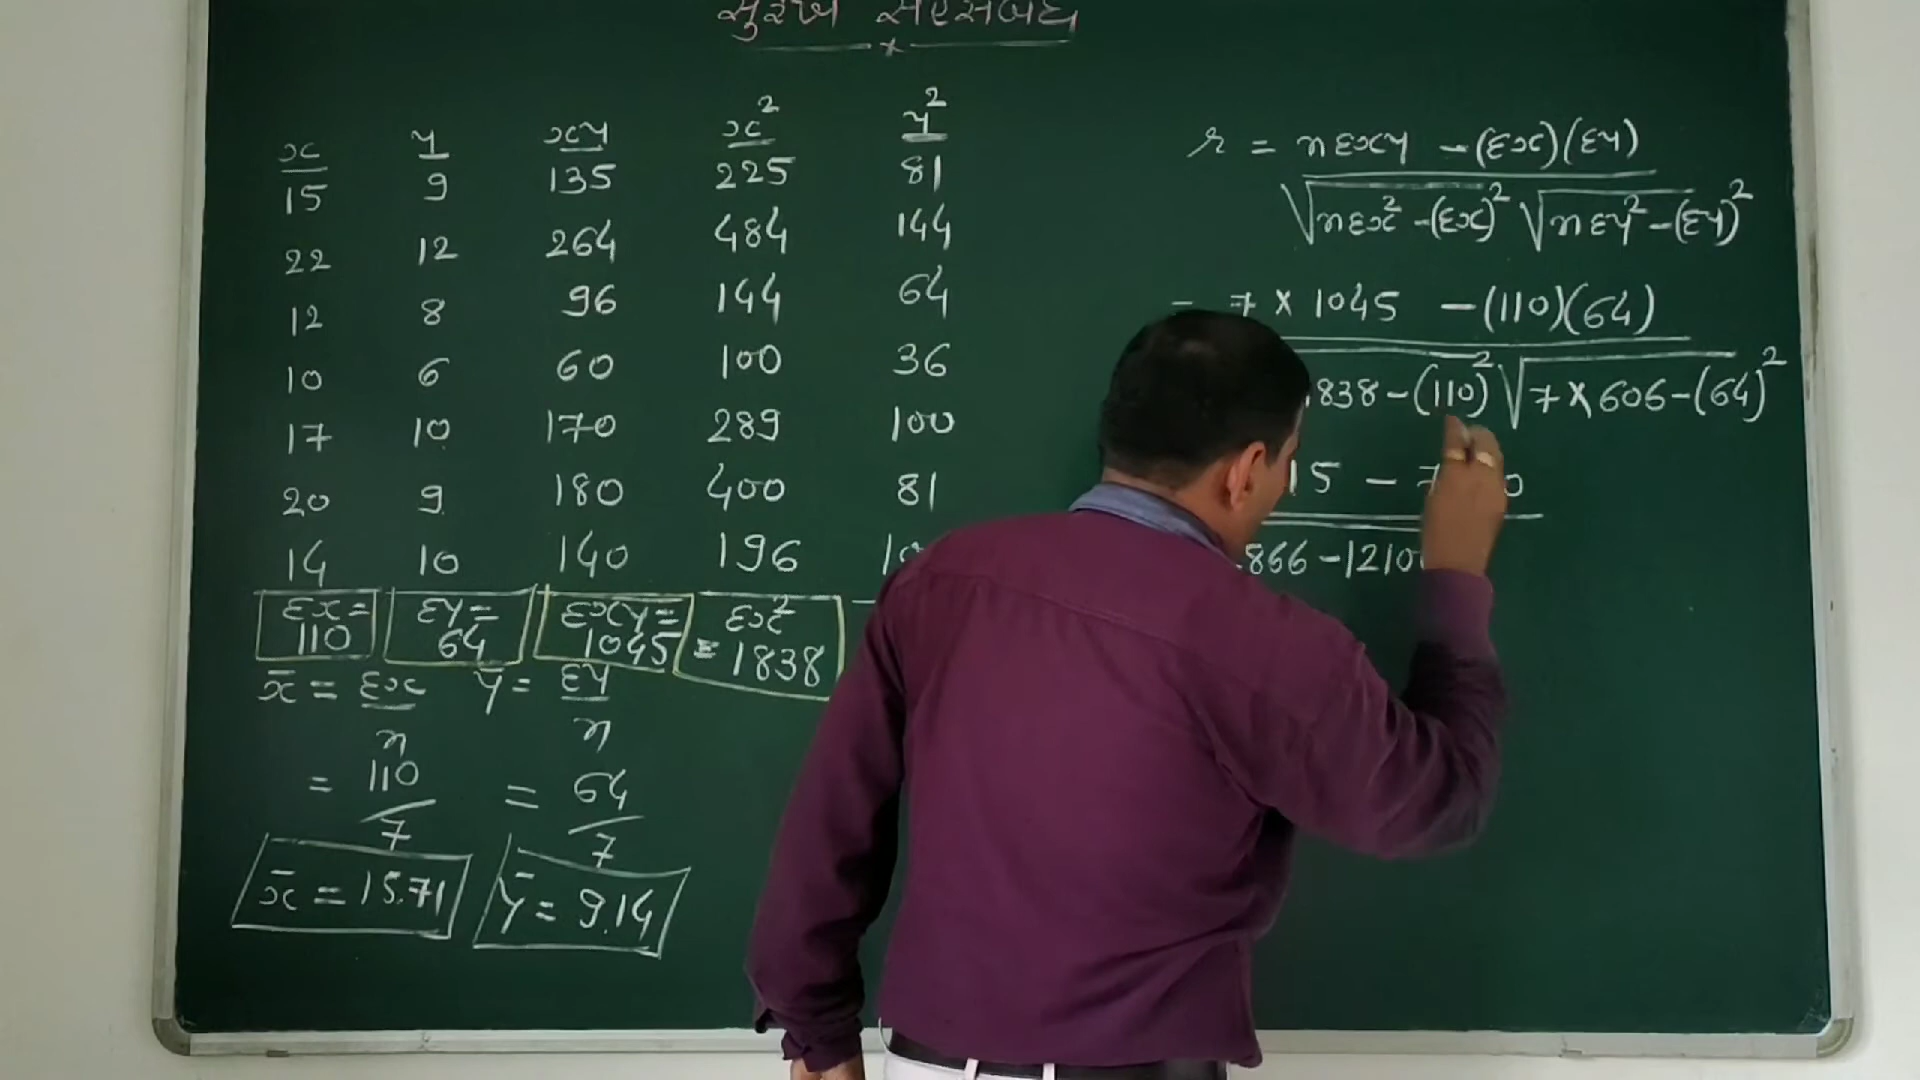 સુરેખ સહસંબંધ
x y xy x² y²
15 9 135 225 81
22 12 264 484 144
12 8 96 144 64
10 6 60 100 36
17 10 170 289 100
20 9 180 400 81
14 10 140 196
Σx = 110 Σy = 64 Σxy = 1045 Σx² = 1838
x̄ = Σx/n ȳ = Σy/n
= 110/7 = 64/7
x̄ = 15.71 ȳ = 9.14
r = nΣxy - (Σx)(Σy)
√nΣx² - (Σx)² √nΣy² - (Σy)²
= 7 × 1045 - (110)(64)
838 - (110)² √7 × 606 - (64)²
15 - 7
866 - 1210